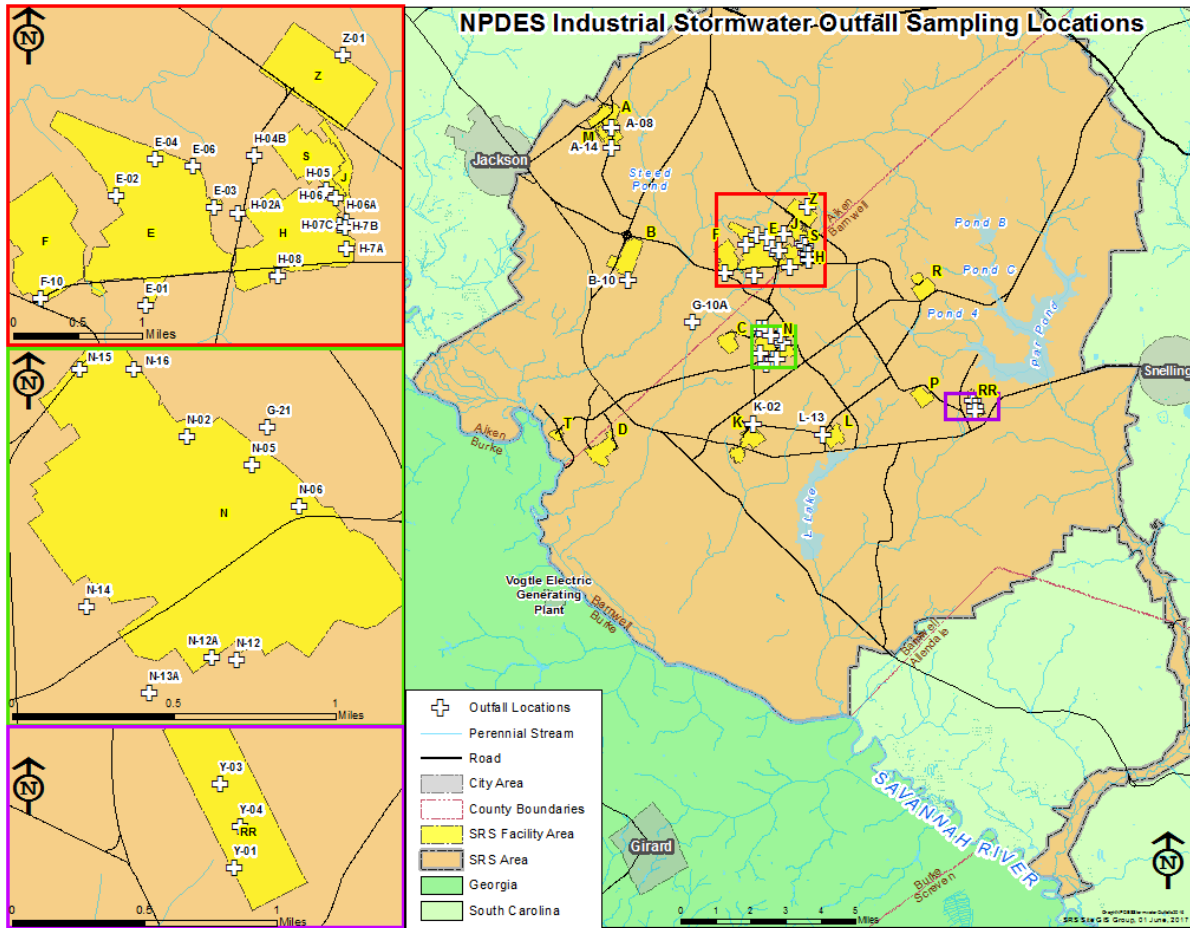 NPDES Industrial Stormwater Outfall Sampling Locations
N
Z-01
Z
E-04
H-04B
E-06
S
J
H-05
E-02
E-03
H-06
H-02A
H-06A
H-07C
H-7B
F
E
H
H-7A
H-08
F-10
E-01
0 0.5 1
Miles
N
N-15
N-16
N-02
G-21
N-05
N-06
N
N-14
N-12A
N-12
N-13A
0 0.5 1
Miles
N
Y-03
Y-04
RR
Y-01
0 0.5 1
Miles
A
A-08
M
A-14
Jackson
Steed
Pond
Z
Aiken
Barnwell
Pond B
B
F
E
J
S
H
Pond C
R
B-10
G-10A
Pond 4
Par Pond
C
N
Snelling
P
RR
K-02
L-13
K
L
T
D
Aiken
Burke
L Lake
Vogtle Electric
Generating
Plant
Barnwell
Burke
Barnwell
Allendale
SAVANNAH RIVER
Girard
Burke
Screven
N
Outfall Locations
Perennial Stream
Road
City Area
County Boundaries
SRS Facility Area
SRS Area
Georgia
South Carolina
0 1 2 3 4 5
Miles
SRS Site GIS Group, 01 June, 2017